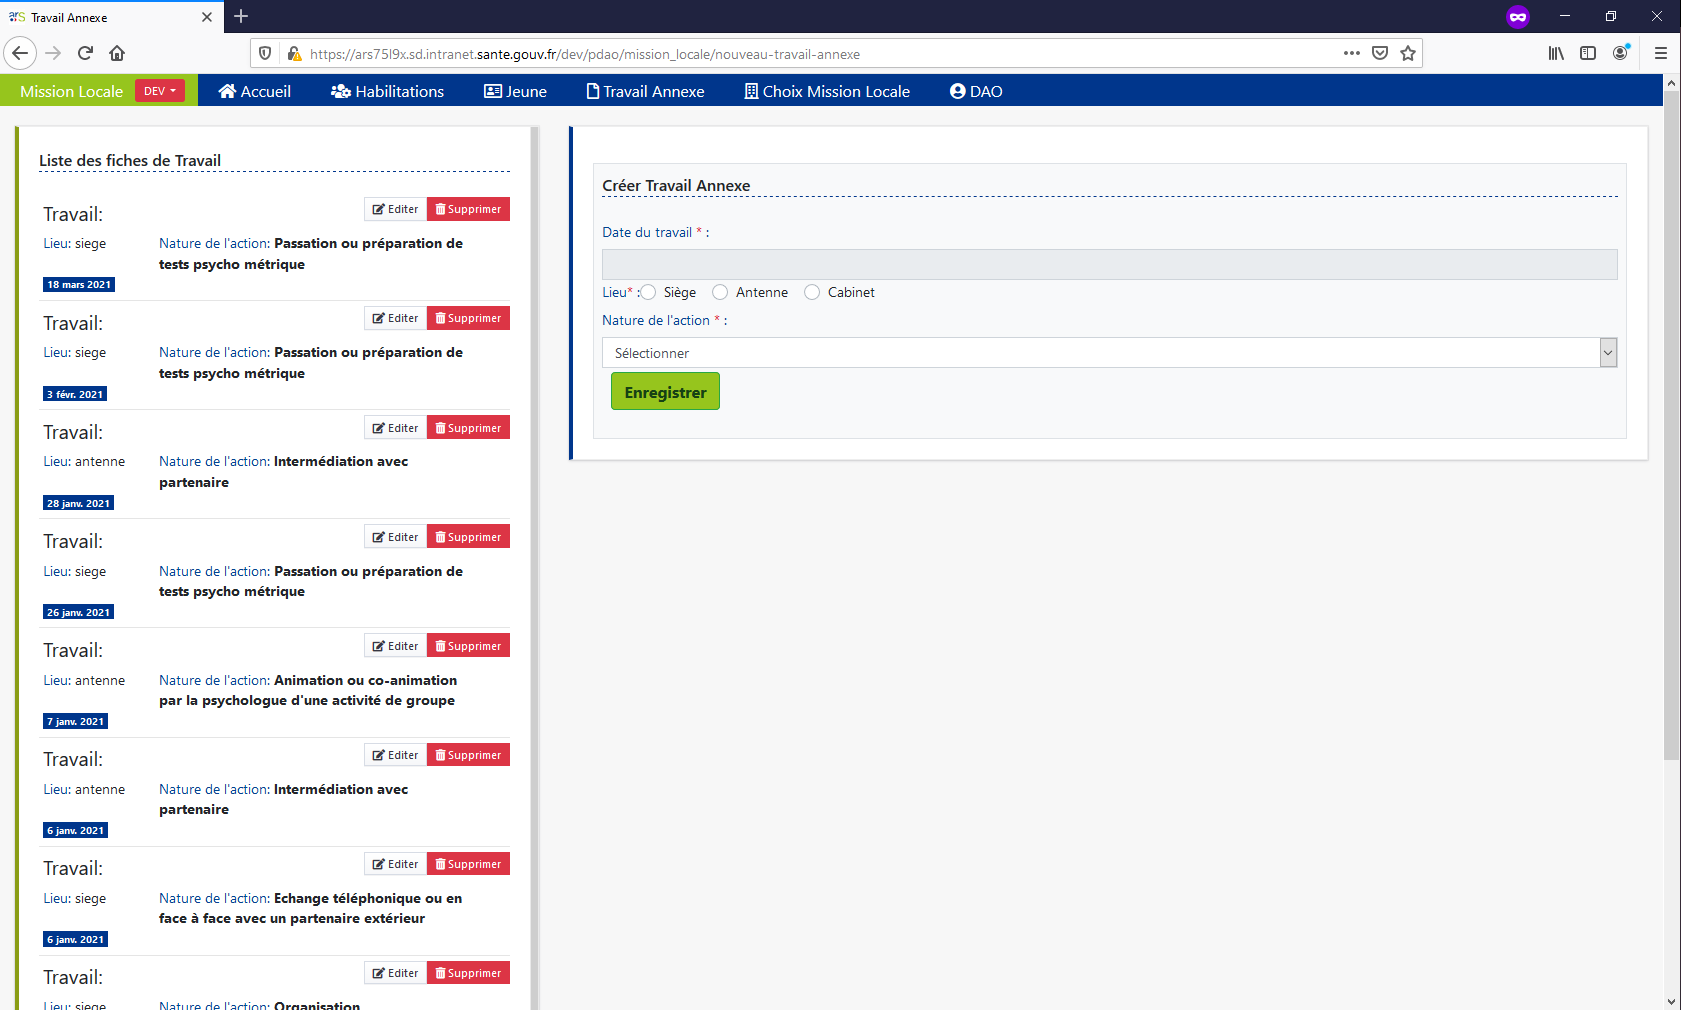 ars Travail Annexe
https://ars75l9x.sd.intranet.sante.gouv.fr/dev/pdao/mission_locale/nouveau-travail-annexe
Mission Locale DEV Accueil Habilitations Jeune Travail Annexe Choix Mission Locale DAO
Liste des fiches de Travail
Travail: Editer Supprimer
Lieu: siege Nature de l'action: Passation ou préparation de
tests psycho métrique
18 mars 2021
Travail: Editer Supprimer
Lieu: siege Nature de l'action: Passation ou préparation de
tests psycho métrique
3 févr. 2021
Travail: Editer Supprimer
Lieu: antenne Nature de l'action: Intermédiation avec
partenaire
28 janv. 2021
Travail: Editer Supprimer
Lieu: siege Nature de l'action: Passation ou préparation de
tests psycho métrique
26 janv. 2021
Travail: Editer Supprimer
Lieu: antenne Nature de l'action: Animation ou co-animation
par la psychologue d'une activité de groupe
7 janv. 2021
Travail: Editer Supprimer
Lieu: antenne Nature de l'action: Intermédiation avec
partenaire
6 janv. 2021
Travail: Editer Supprimer
Lieu: siege Nature de l'action: Echange téléphonique ou en
face à face avec un partenaire extérieur
6 janv. 2021
Travail: Editer Supprimer
Lieu: siege Nature de l'action: Organisation
Créer Travail Annexe
Date du travail * :
Lieu* : Siège Antenne Cabinet
Nature de l'action * :
Sélectionner
Enregistrer